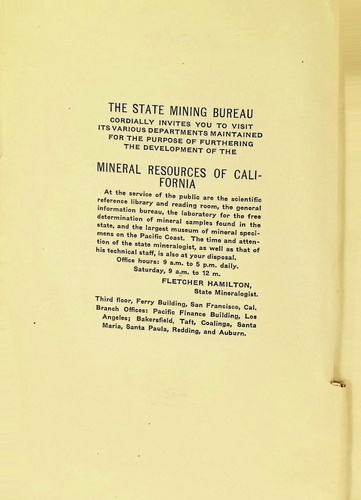 THE STATE MINING BUREAU
CORDIALLY INVITES YOU TO VISIT
ITS VARIOUS DEPARTMENTS MAINTAINED
FOR THE PURPOSE OF FURTHERING
THE DEVELOPMENT OF THE
MINERAL RESOURCES OF CALI-
FORNIA
At the service of the public are the scientific
reference library and reading room, the general
information bureau, the laboratory for the free
determination of mineral samples found in the
state, and the largest museum of mineral speci-
mens on the Pacific Coast. The time and atten-
tion of the state mineralogist, as well as that of
his technical staff, is also at your disposal.
Office hours: 9 a.m. to 5 p.m. daily.
Saturday, 9 a.m. to 12 m.
FLETCHER HAMILTON,
State Mineralogist.
Third floor, Ferry Building, San Francisco, Cal.
Branch Offices: Pacific Finance Building, Los
Angeles; Bakersfield, Taft, Coalinga, Santa
Maria, Santa Paula, Redding, and Auburn.